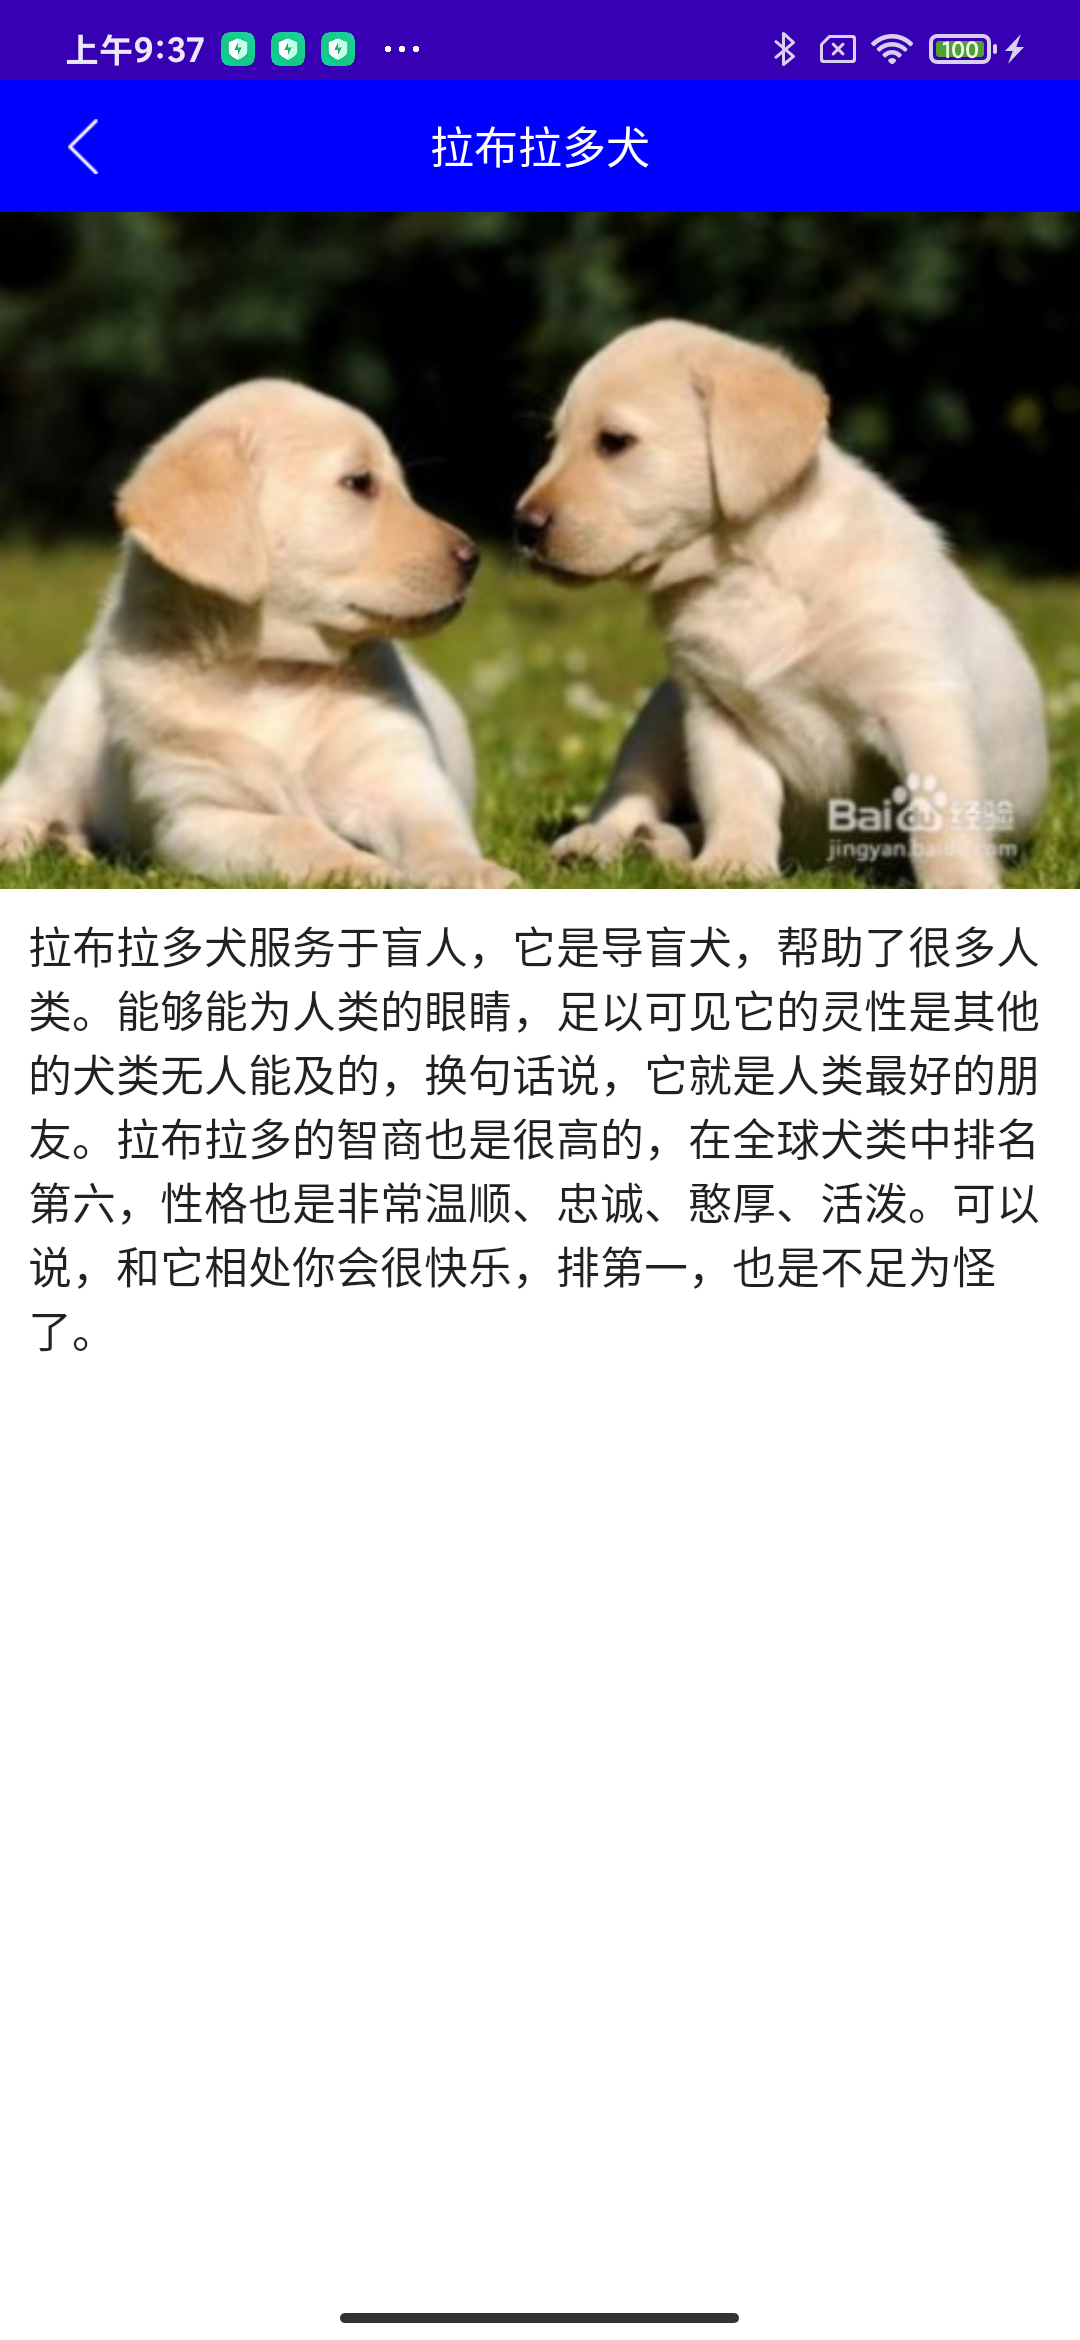 上午9:37
100
拉布拉多犬
Bai du 经验
jingyan.baidu.com
拉布拉多犬服务于盲人，它是导盲犬，帮助了很多人
类。能够能为人类的眼睛，足以可见它的灵性是其他
的犬类无人能及的，换句话说，它就是人类最好的朋
友。拉布拉多的智商也是很高的，在全球犬类中排名
第六，性格也是非常温顺、忠诚、憨厚、活泼。可以
说，和它相处你会很快乐，排第一，也是不足为怪
了。